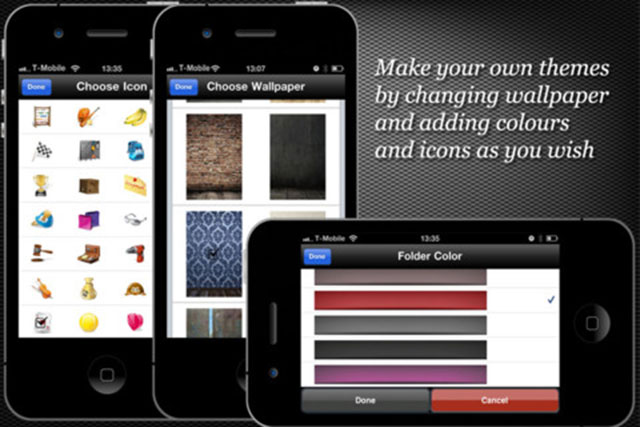 T-Mobile 13:35
Done Choose Icon
T-Mobile 13:07
Done Choose Wallpaper
Make your own themes
by changing wallpaper
and adding colours
and icons as you wish
T-Mobile 13:35
Done Folder Color
Done Cancel